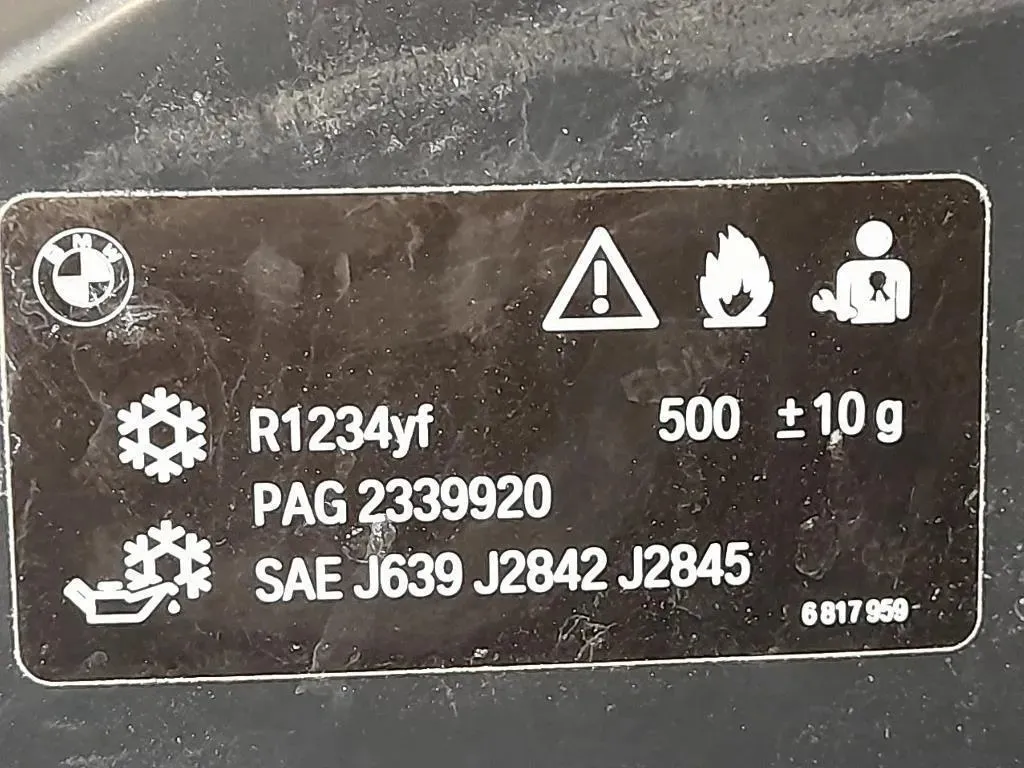 BMW
R1234yf 500 ±10 g
PAG 2339920
SAE J639 J2842 J2845
6 817 959